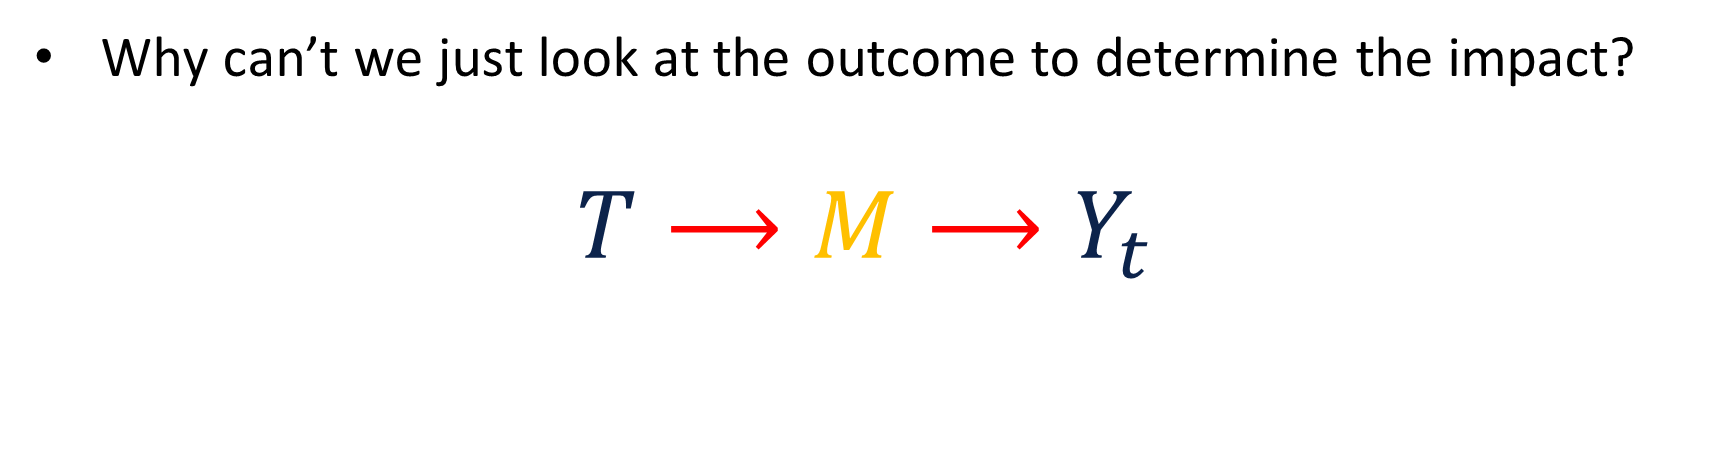 • Why can’t we just look at the outcome to determine the impact?
T → M → Yₜ